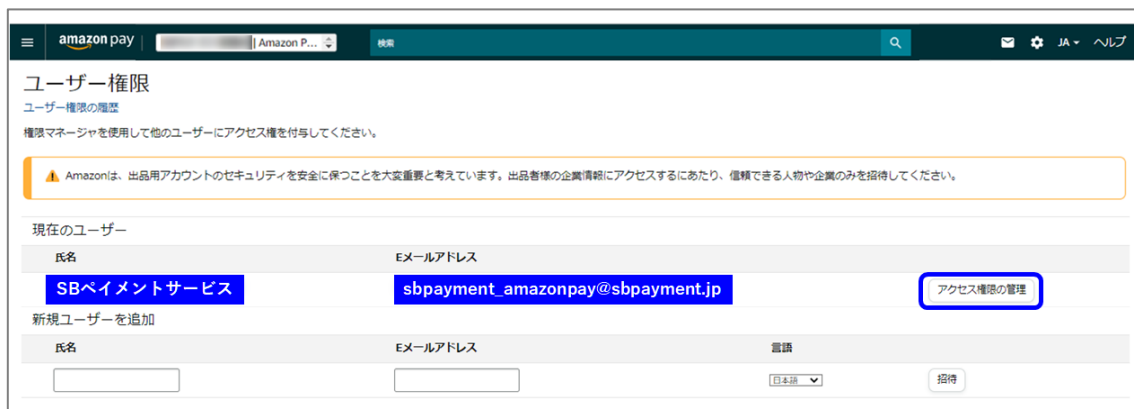 amazon pay | Amazon P... 検索 JA ヘルプ
ユーザー権限
ユーザー権限の履歴
権限マネージャを使用して他のユーザーにアクセス権を付与してください。
Amazonは、出品用アカウントのセキュリティを安全に保つことを大変重要と考えています。出品者様の企業情報にアクセスするにあたり、信頼できる人物や企業のみを招待してください。
現在のユーザー
氏名 Eメールアドレス
SBペイメントサービス sbpayment_amazonpay@sbpayment.jp アクセス権限の管理
新規ユーザーを追加
氏名 Eメールアドレス 言語
日本語 招待